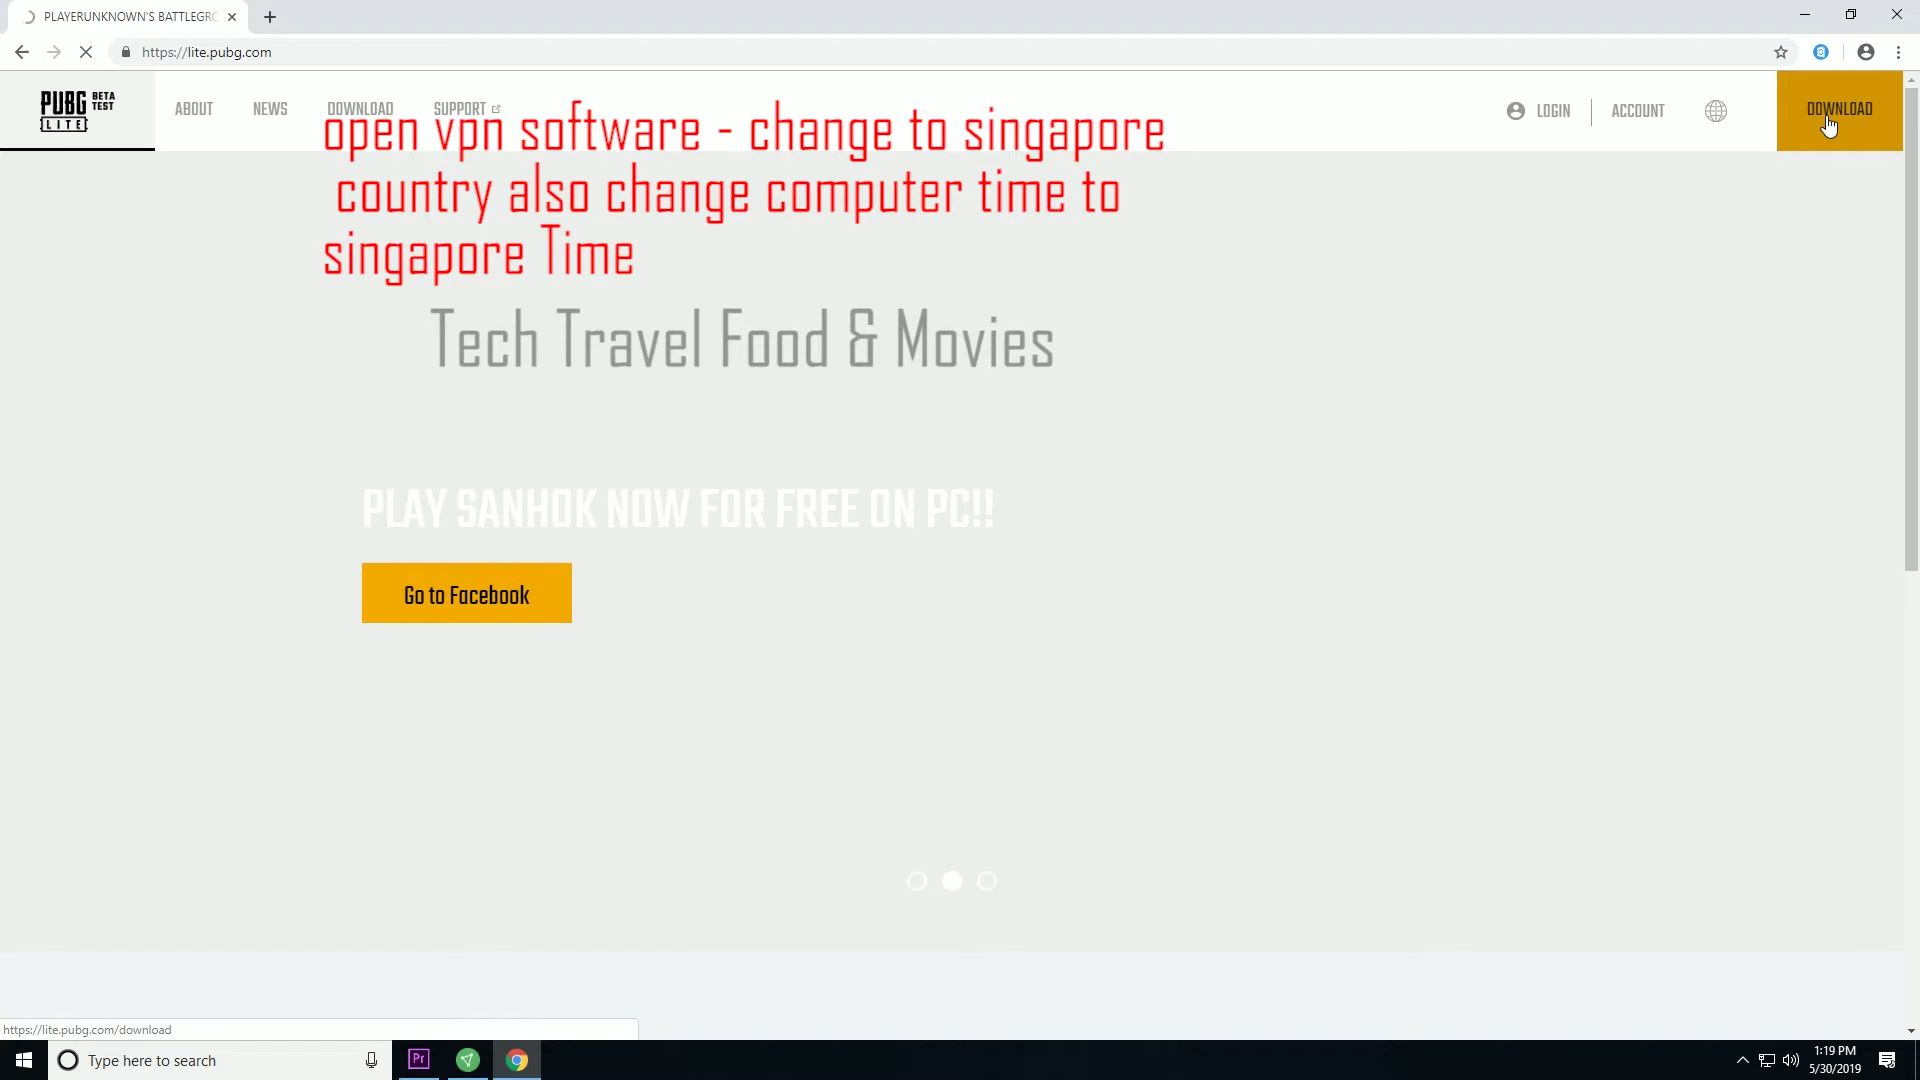 PLAYERUNKNOWN'S BATTLEGRO
https://lite.pubg.com
PUBG BETA TEST
LITE
ABOUT
NEWS
DOWNLOAD
SUPPORT
LOGIN
ACCOUNT
DOWNLOAD
open vpn software - change to singapore
country also change computer time to
singapore Time
Tech Travel Food & Movies
PLAY SANHOK NOW FOR FREE ON PC!!
Go to Facebook
https://lite.pubg.com/download
Type here to search
Pr
1:19 PM
5/30/2019